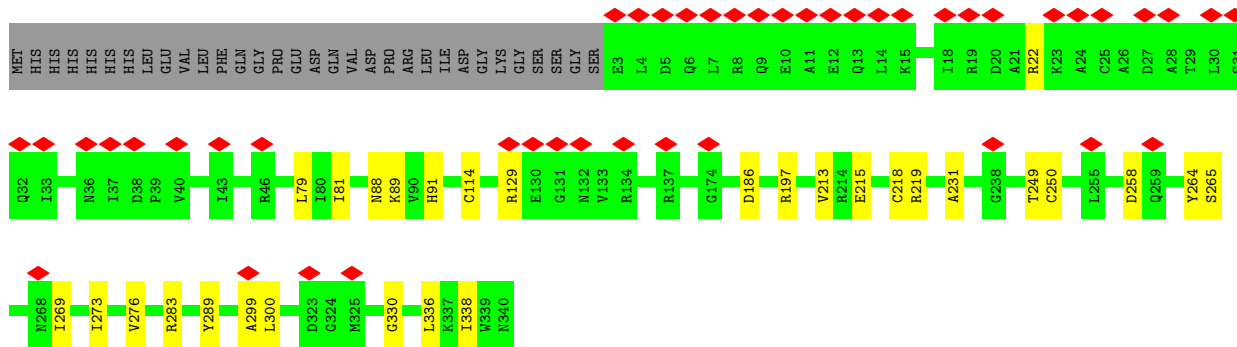 MET HIS HIS HIS HIS HIS HIS LEU GLU VAL LEU PHE GLN GLY PRO GLU ASP GLN VAL ASP PRO ARG LEU ILE ASP GLY LYS GLY SER SER GLY SER E3 L4 D5 Q6 L7 R8 Q9 E10 A11 E12 Q13 L14 K15 I18 R19 D20 A21 R22 K23 A24 C25 A26 D27 A28 T29 L30 S31
Q32 I33 N36 I37 D38 P39 V40 I43 R46 L79 I80 I81 N88 K89 V90 H91 C114 R129 E130 G131 N132 V133 R134 R137 G174 D186 R197 V213 R214 E215 C218 R219 A231 G238 T249 C250 L255 D258 Q259 Y264 S265
N268 I269 I273 V276 R283 Y289 A299 L300 D323 G324 M325 G330 L336 K337 I338 W339 N340